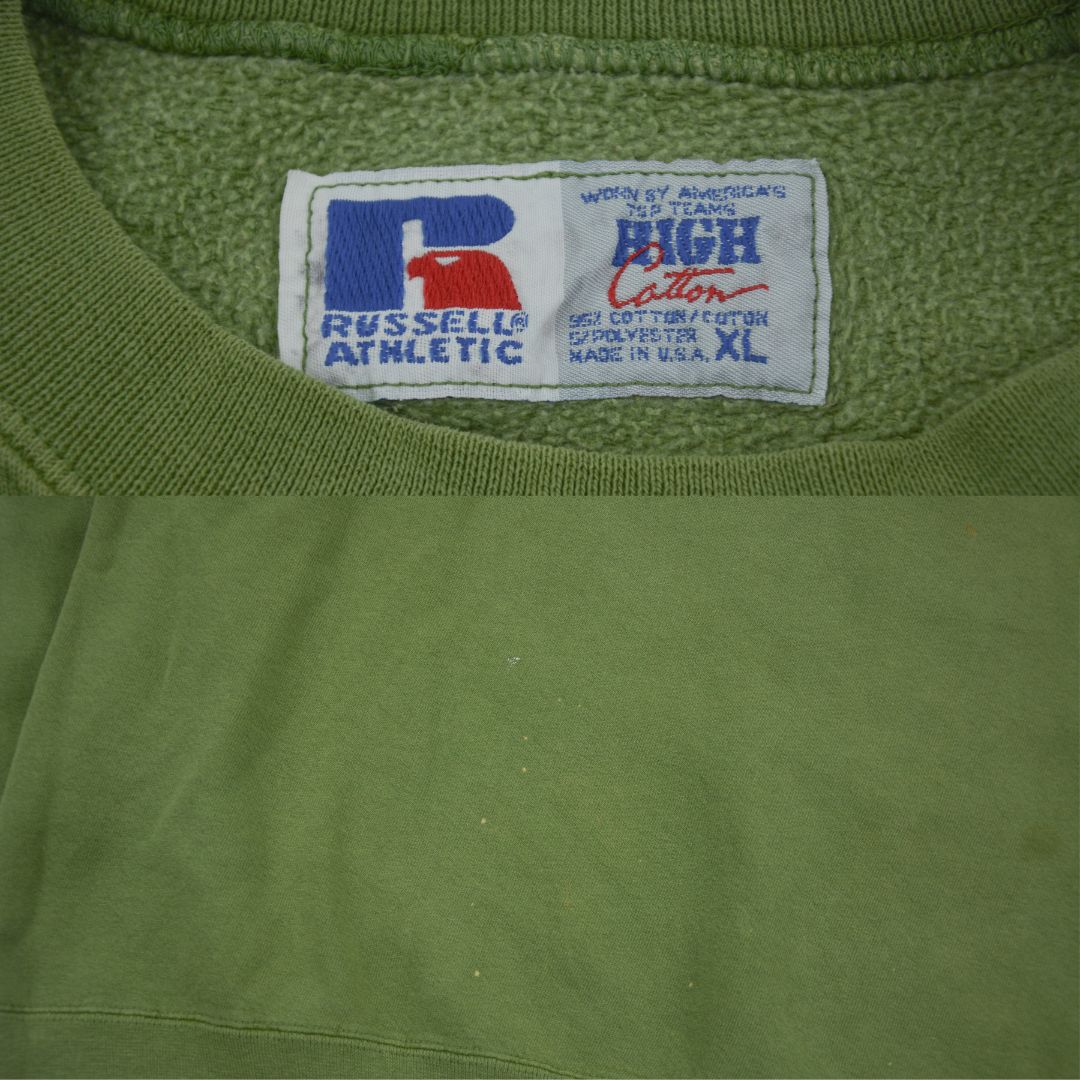 RUSSELL®
ATHLETIC
WORN BY AMERICA'S
TOP TEAMS
HIGH
Cotton
95% COTTON/COTON
5% POLYESTER
MADE IN U.S.A. XL